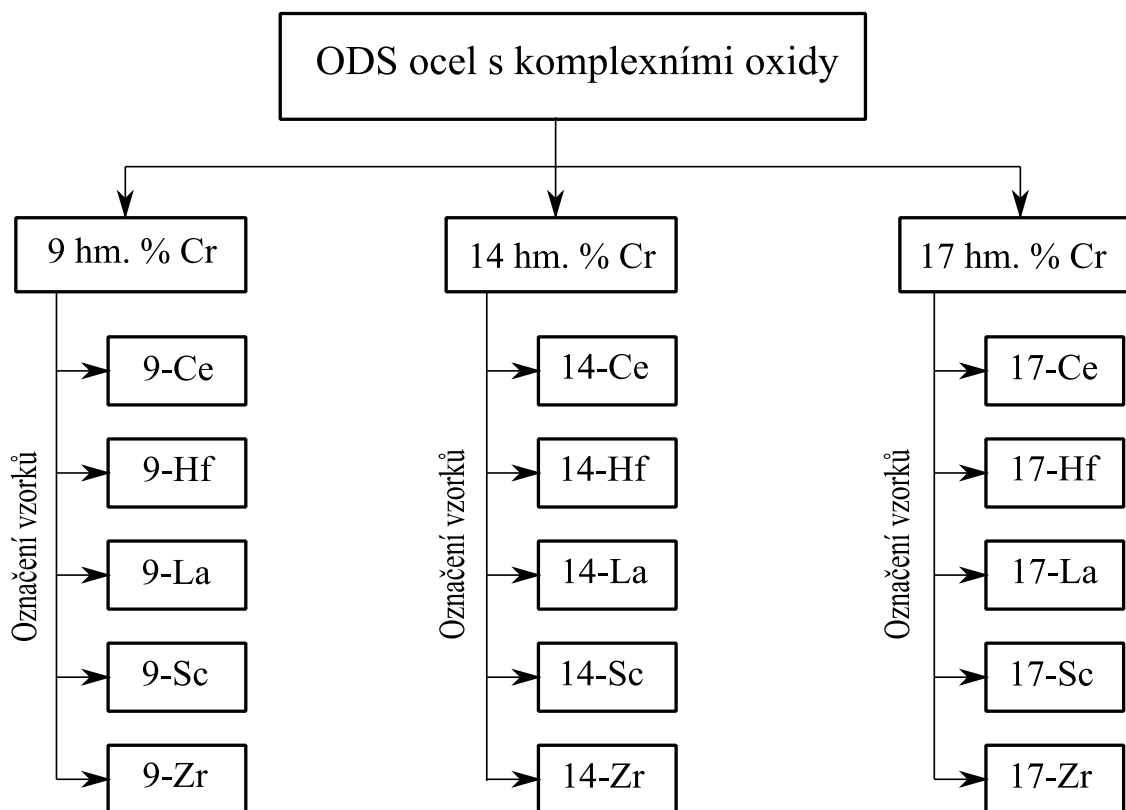 ODS ocel s komplexními oxidy
9 hm. % Cr
14 hm. % Cr
17 hm. % Cr
Označení vzorků
9-Ce
9-Hf
9-La
9-Sc
9-Zr
Označení vzorků
14-Ce
14-Hf
14-La
14-Sc
14-Zr
Označení vzorků
17-Ce
17-Hf
17-La
17-Sc
17-Zr